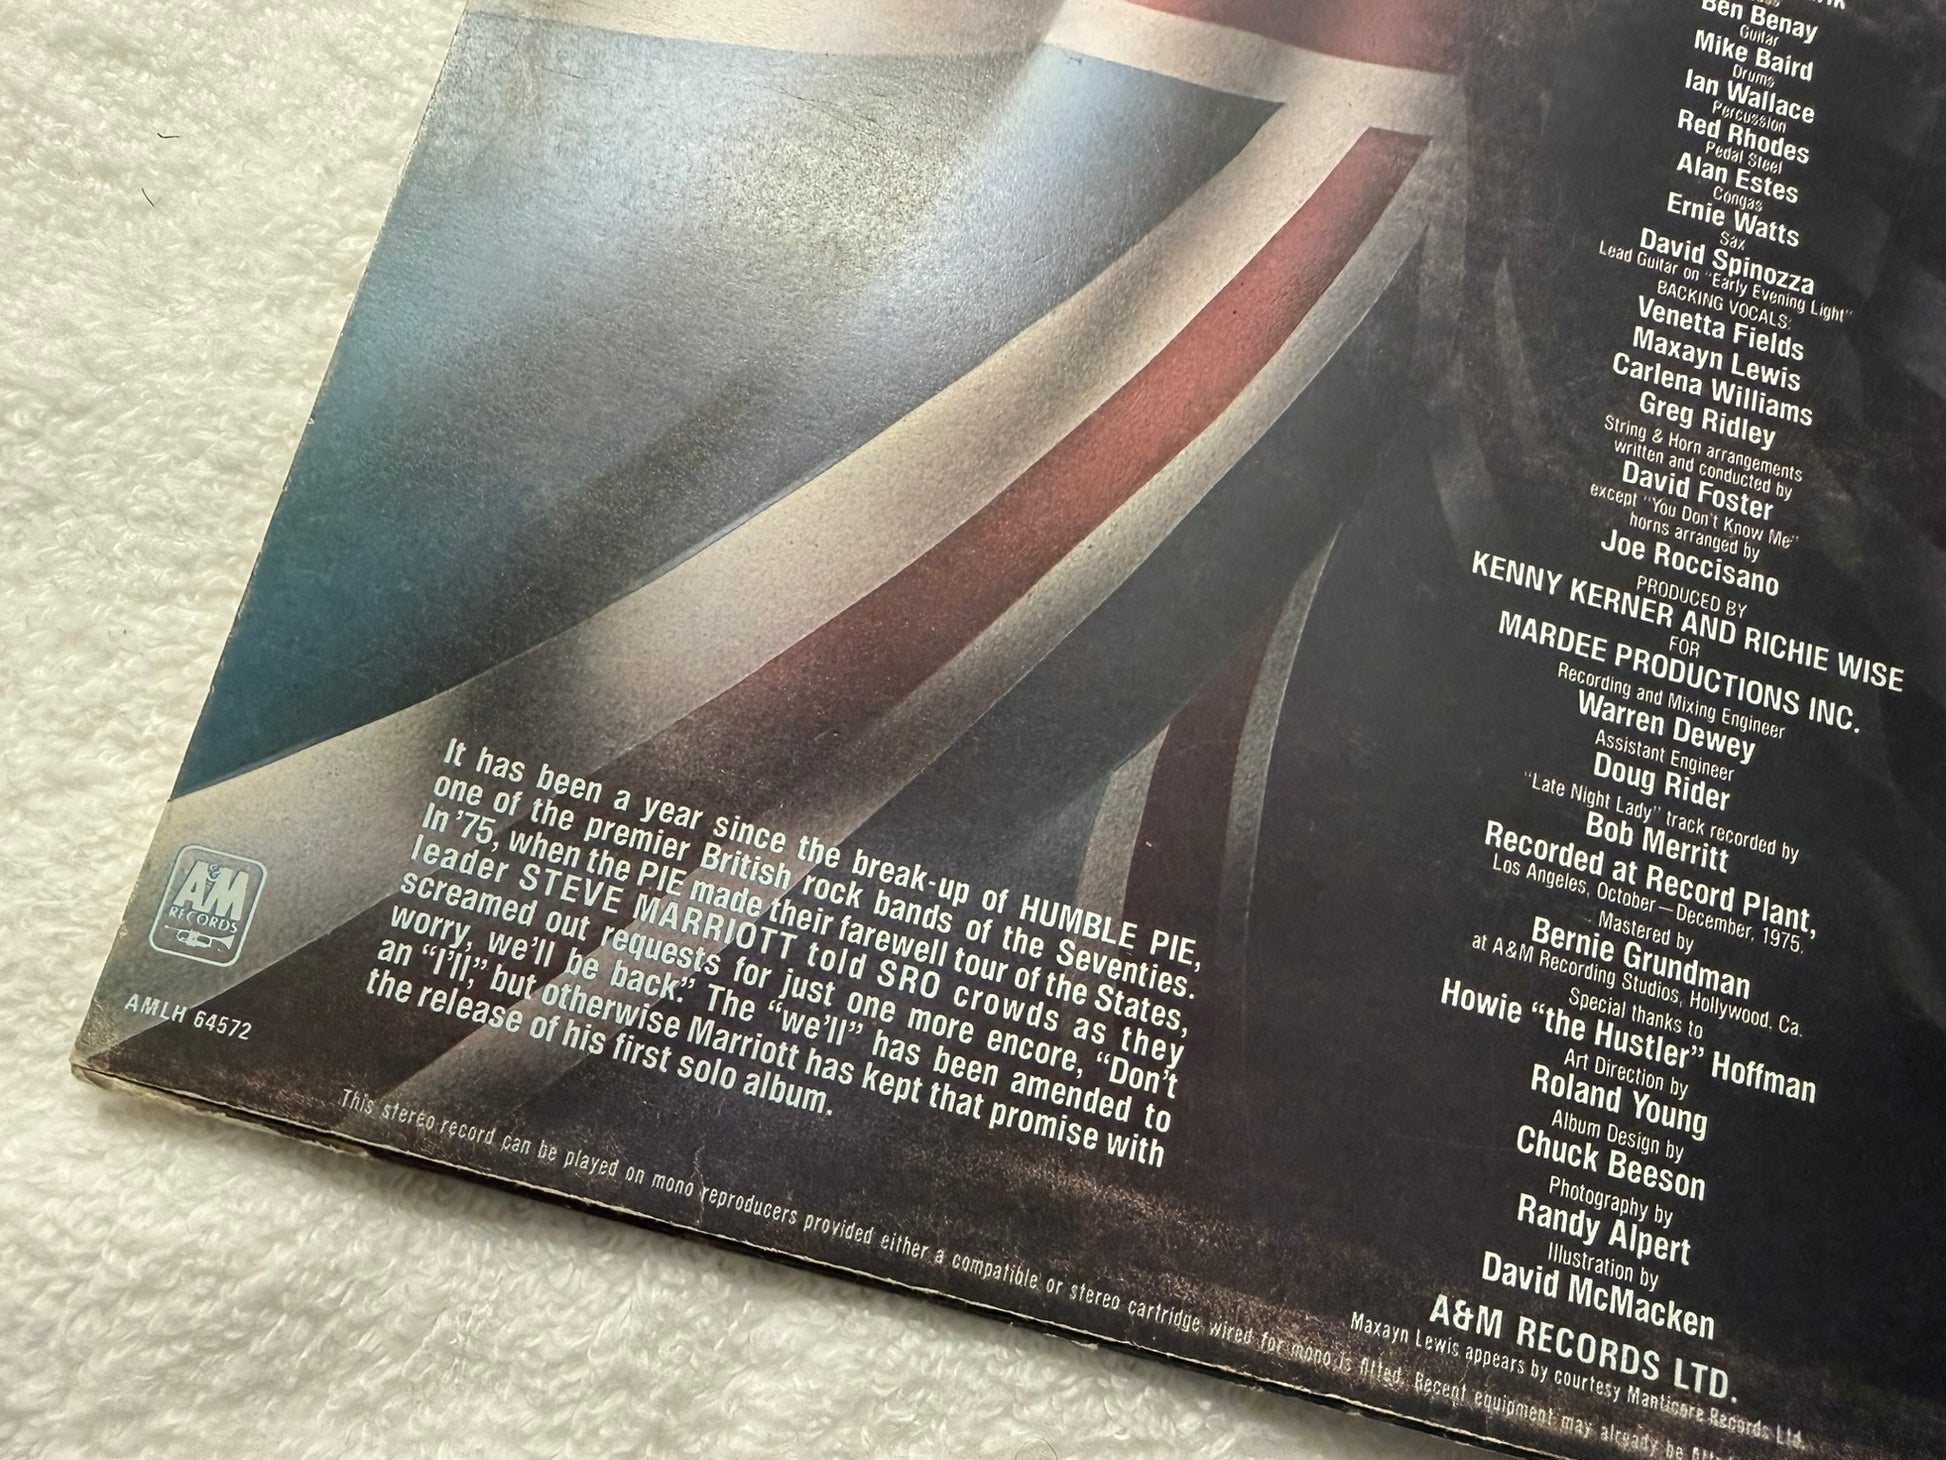 Ben Benay
Guitar
Mike Baird
Drums
Ian Wallace
Percussion
Red Rhodes
Pedal Steel
Alan Estes
Congas
Ernie Watts
Sax
David Spinozza
Lead Guitar on "Early Evening Light"
BACKING VOCALS:
Venetta Fields
Maxayn Lewis
Carlena Williams
Greg Ridley
String & Horn arrangements
written and conducted by
David Foster
except "You Don't Know Me"
horns arranged by
Joe Roccisano
PRODUCED BY
KENNY KERNER AND RICHIE WISE
FOR
MARDEE PRODUCTIONS INC.
Recording and Mixing Engineer
Warren Dewey
Assistant Engineer
Doug Rider
"Late Night Lady" track recorded by
Bob Merritt
Recorded at Record Plant,
Los Angeles, October—December, 1975.
Mastered by
Bernie Grundman
at A&M Recording Studios, Hollywood. Ca.
Special thanks to
Howie "the Hustler" Hoffman
Art Direction by
Roland Young
Album Design by
Chuck Beeson
Photography by
Randy Alpert
Illustration by
David McMacken
A&M RECORDS LTD.
Maxayn Lewis appears by courtesy Manticore Records Ltd.
It has been a year since the break-up of HUMBLE PIE,
one of the premier British rock bands of the Seventies.
In '75, when the PIE made their farewell tour of the States,
leader STEVE MARRIOTT told SRO crowds as they
screamed out requests for just one more encore, "Don't
worry, we'll be back." The "we'll" has been amended to
an "I'll," but otherwise Marriott has kept that promise with
the release of his first solo album.
A&M
RECORDS
AMLH 64572
This stereo record can be played on mono reproducers provided either a compatible or stereo cartridge wired for mono is fitted. Recent equipment may already be